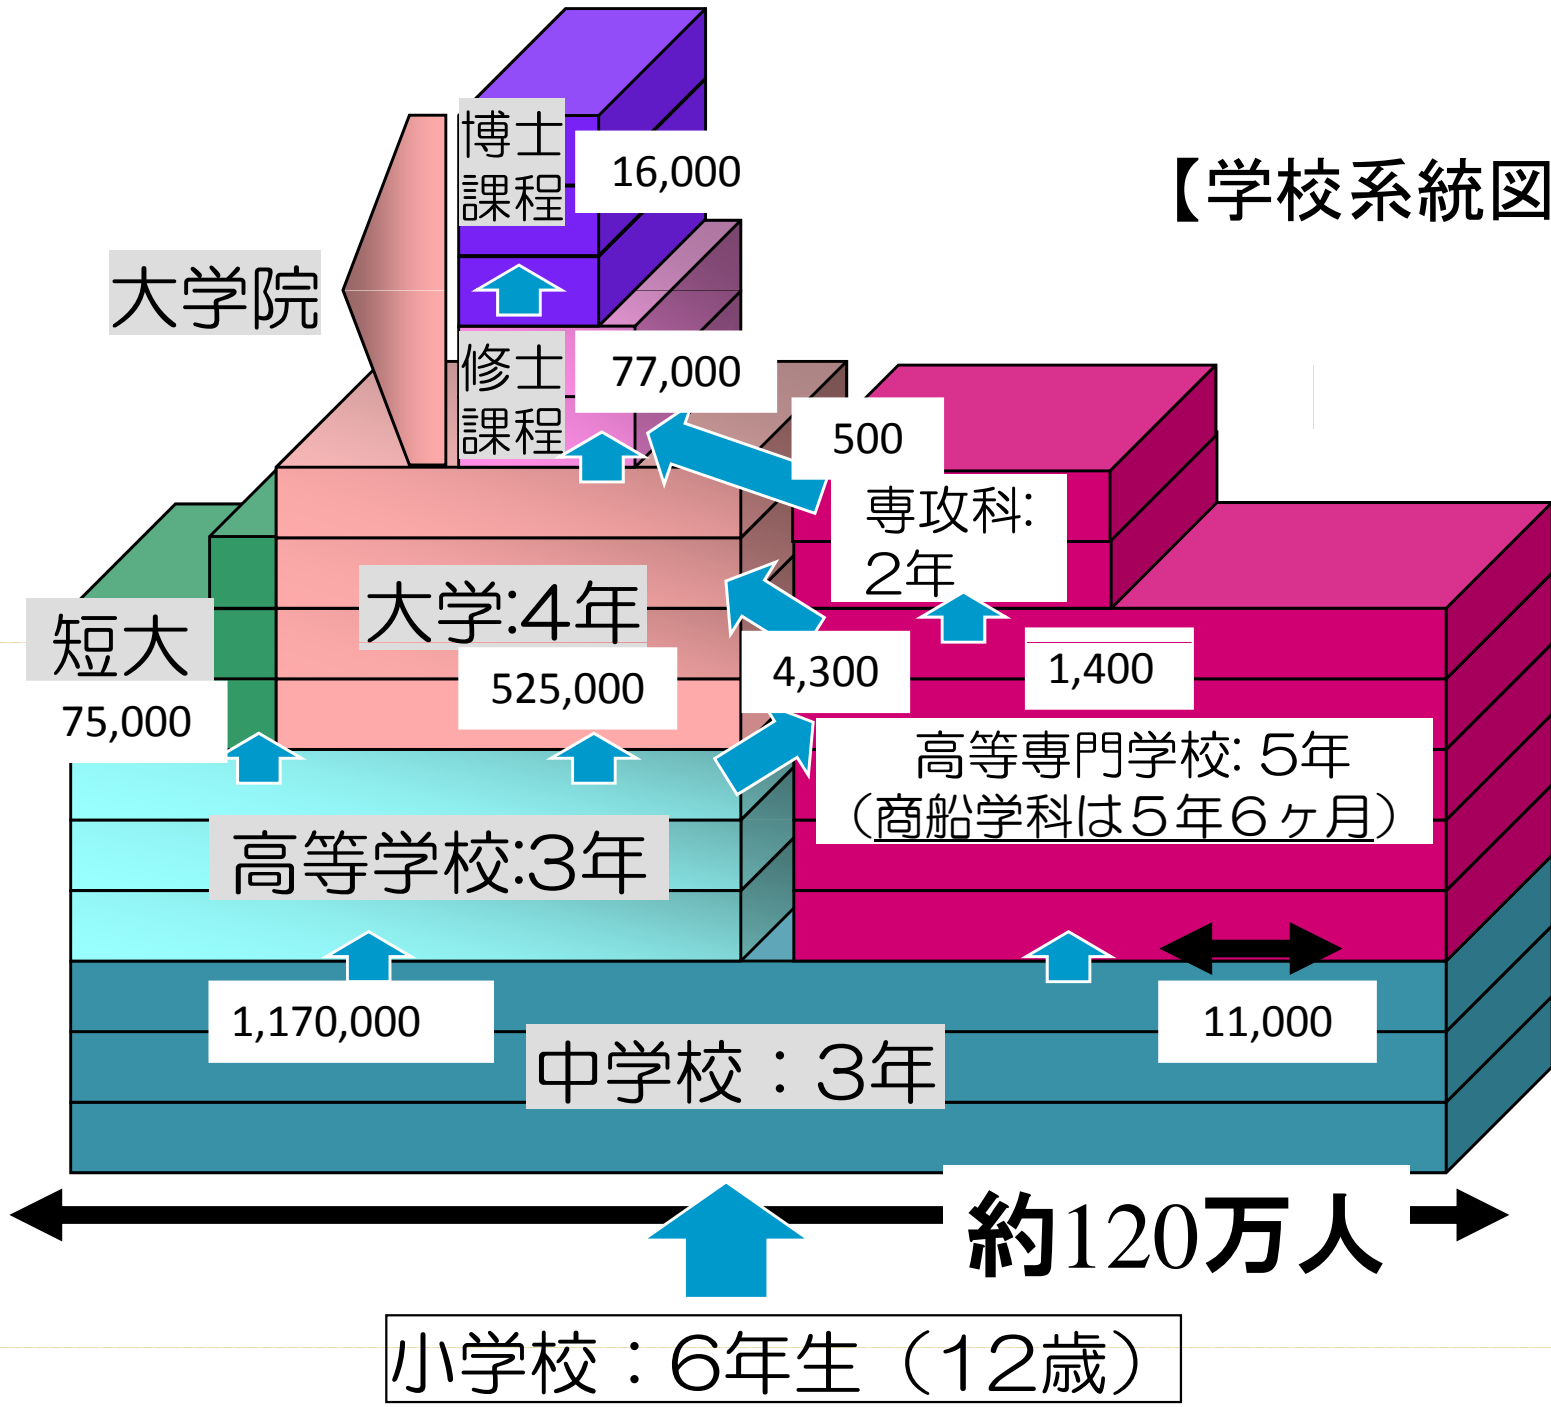 【学校系統図
博士
課程
16,000
大学院
修士
課程
77,000
500
専攻科:
2年
大学:4年
短大
525,000
4,300
1,400
75,000
高等専門学校: 5年
（商船学科は5年6ヶ月）
高等学校:3年
1,170,000
11,000
中学校：3年
約120万人
小学校：6年生（12歳）